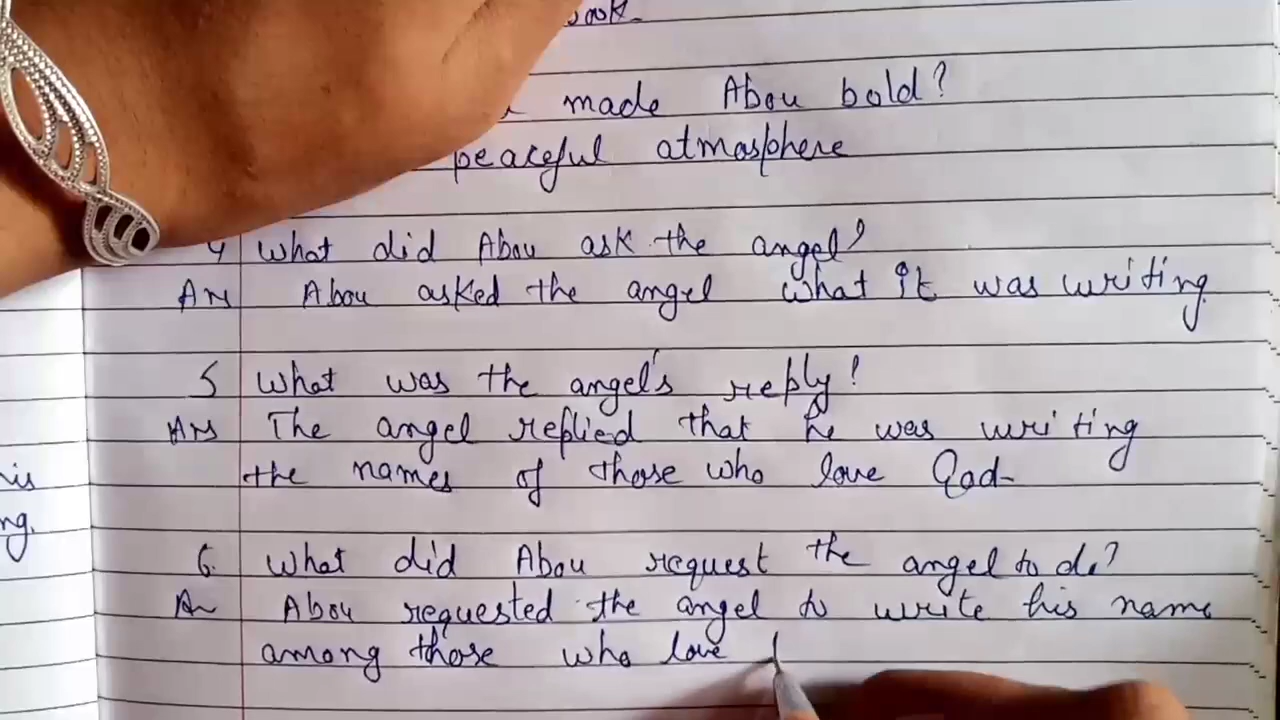 made Abou bold?
peaceful atmosphere
4 What did Abou ask the angel?
Ans Abou asked the angel what it was writing
5 What was the angel's reply?
Ans The angel replied that he was writing
the names of those who love God.
6. What did Abou request the angel to do?
An Abou requested the angel to write his name
among those who love
is
ng.